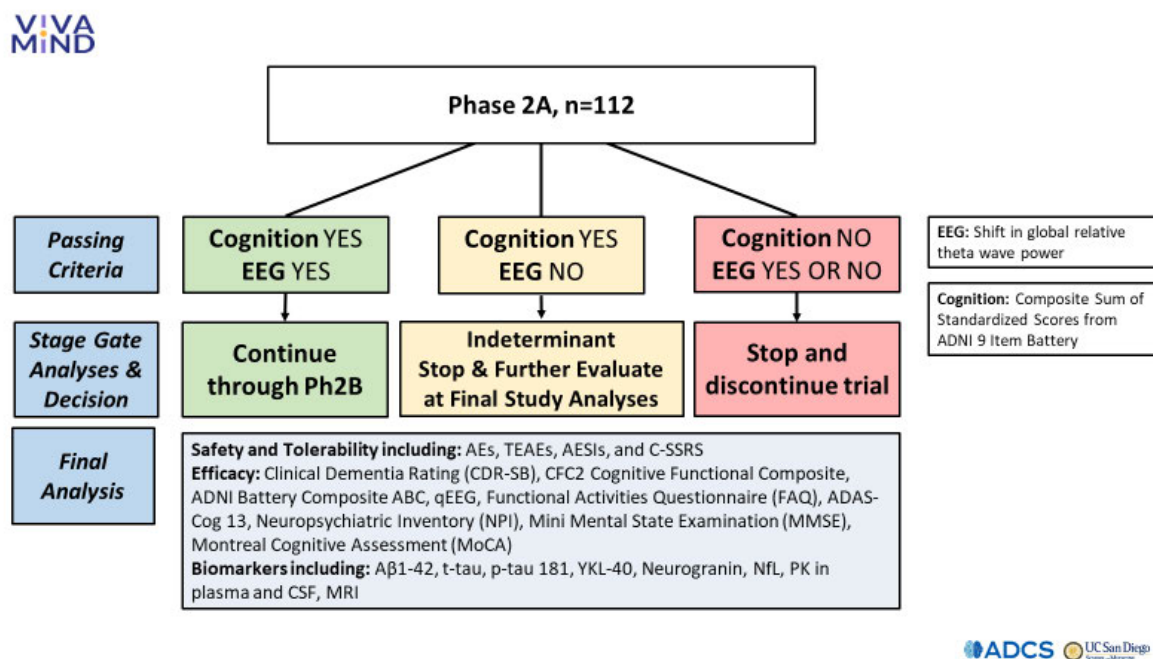 VIVA
MiND
Phase 2A, n=112
Passing
Criteria
Cognition YES
EEG YES
Cognition YES
EEG NO
Cognition NO
EEG YES OR NO
EEG: Shift in global relative
theta wave power
Cognition: Composite Sum of
Standardized Scores from
ADNI 9 Item Battery
Stage Gate
Analyses &
Decision
Continue
through Ph2B
Indeterminant
Stop & Further Evaluate
at Final Study Analyses
Stop and
discontinue trial
Final
Analysis
Safety and Tolerability including: AEs, TEAEs, AESIs, and C-SSRS
Efficacy: Clinical Dementia Rating (CDR-SB), CFC2 Cognitive Functional Composite,
ADNI Battery Composite ABC, qEEG, Functional Activities Questionnaire (FAQ), ADAS-
Cog 13, Neuropsychiatric Inventory (NPI), Mini Mental State Examination (MMSE),
Montreal Cognitive Assessment (MoCA)
Biomarkers including: Aβ1-42, t-tau, p-tau 181, YKL-40, Neurogranin, NfL, PK in
plasma and CSF, MRI
ADCS
UC San Diego